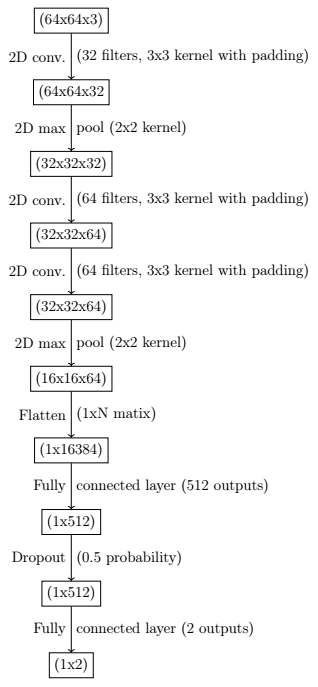 (64x64x3)
2D conv. (32 filters, 3x3 kernel with padding)
(64x64x32
2D max pool (2x2 kernel)
(32x32x32)
2D conv. (64 filters, 3x3 kernel with padding)
(32x32x64)
2D conv. (64 filters, 3x3 kernel with padding)
(32x32x64)
2D max pool (2x2 kernel)
(16x16x64)
Flatten (1xN matix)
(1x16384)
Fully connected layer (512 outputs)
(1x512)
Dropout (0.5 probability)
(1x512)
Fully connected layer (2 outputs)
(1x2)